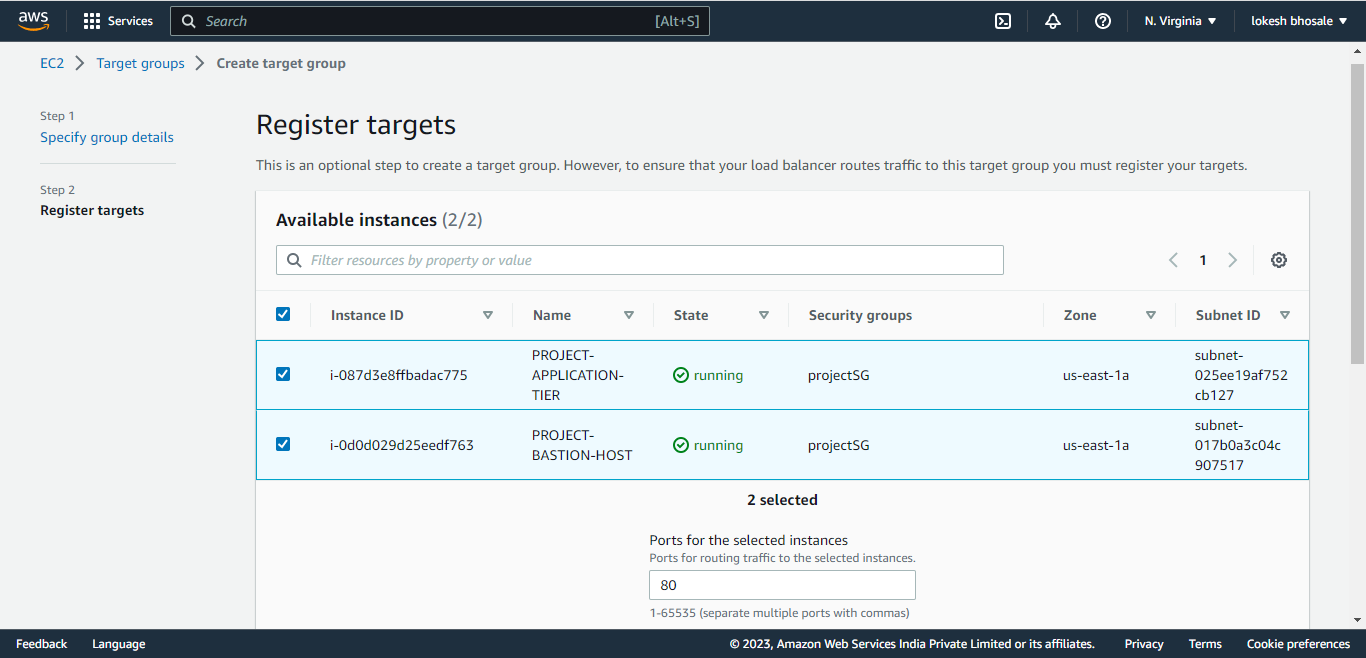 aws Services Search [Alt+S] N. Virginia lokesh bhosale
EC2 Target groups Create target group
Step 1
Specify group details
Step 2
Register targets
Register targets
This is an optional step to create a target group. However, to ensure that your load balancer routes traffic to this target group you must register your targets.
Available instances (2/2)
Filter resources by property or value
1
Instance ID Name State Security groups Zone Subnet ID
i-087d3e8ffbadac775 PROJECT-APPLICATION-TIER running projectSG us-east-1a subnet-025ee19af752cb127
i-0d0d029d25eedf763 PROJECT-BASTION-HOST running projectSG us-east-1a subnet-017b0a3c04c907517
2 selected
Ports for the selected instances
Ports for routing traffic to the selected instances.
80
1-65535 (separate multiple ports with commas)
Feedback Language © 2023, Amazon Web Services India Private Limited or its affiliates. Privacy Terms Cookie preferences